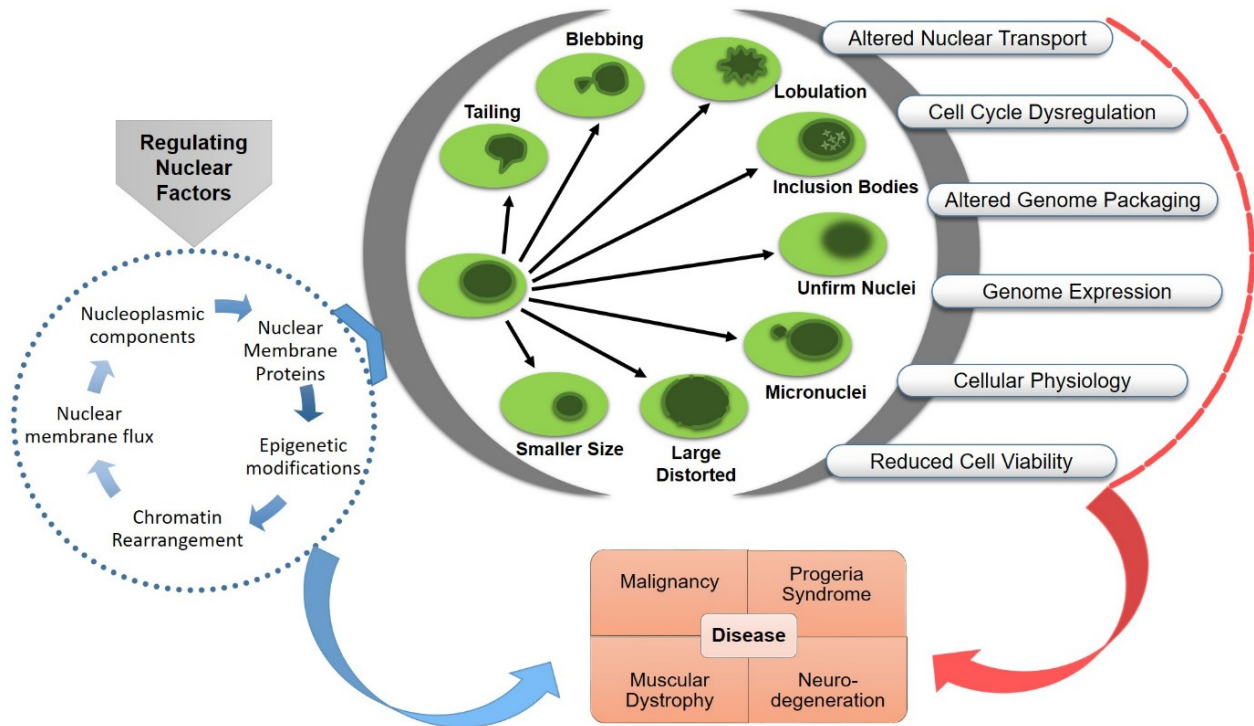 Regulating
Nuclear
Factors
Nucleoplasmic
components
Nuclear
Membrane
Proteins
Epigenetic
modifications
Chromatin
Rearrangement
Nuclear
membrane flux
Tailing
Blebbing
Lobulation
Inclusion Bodies
Unfirm Nuclei
Micronuclei
Large
Distorted
Smaller Size
Altered Nuclear Transport
Cell Cycle Dysregulation
Altered Genome Packaging
Genome Expression
Cellular Physiology
Reduced Cell Viability
Malignancy
Progeria
Syndrome
Disease
Muscular
Dystrophy
Neuro-
degeneration